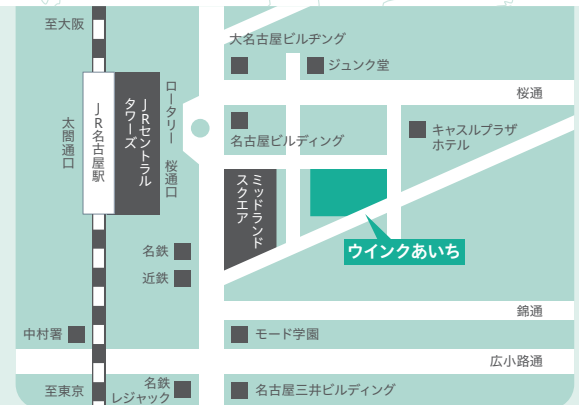 至大阪
大名古屋ビルヂング
ジュンク堂
桜通
ロータリー
桜通口
JRセントラル
タワーズ
JR名古屋駅
太閤通口
名古屋ビルディング
キャスルプラザ
ホテル
ミッドランド
スクエア
ウインクあいち
名鉄
近鉄
錦通
中村署
モード学園
広小路通
至東京
名鉄
レジャック
名古屋三井ビルディング